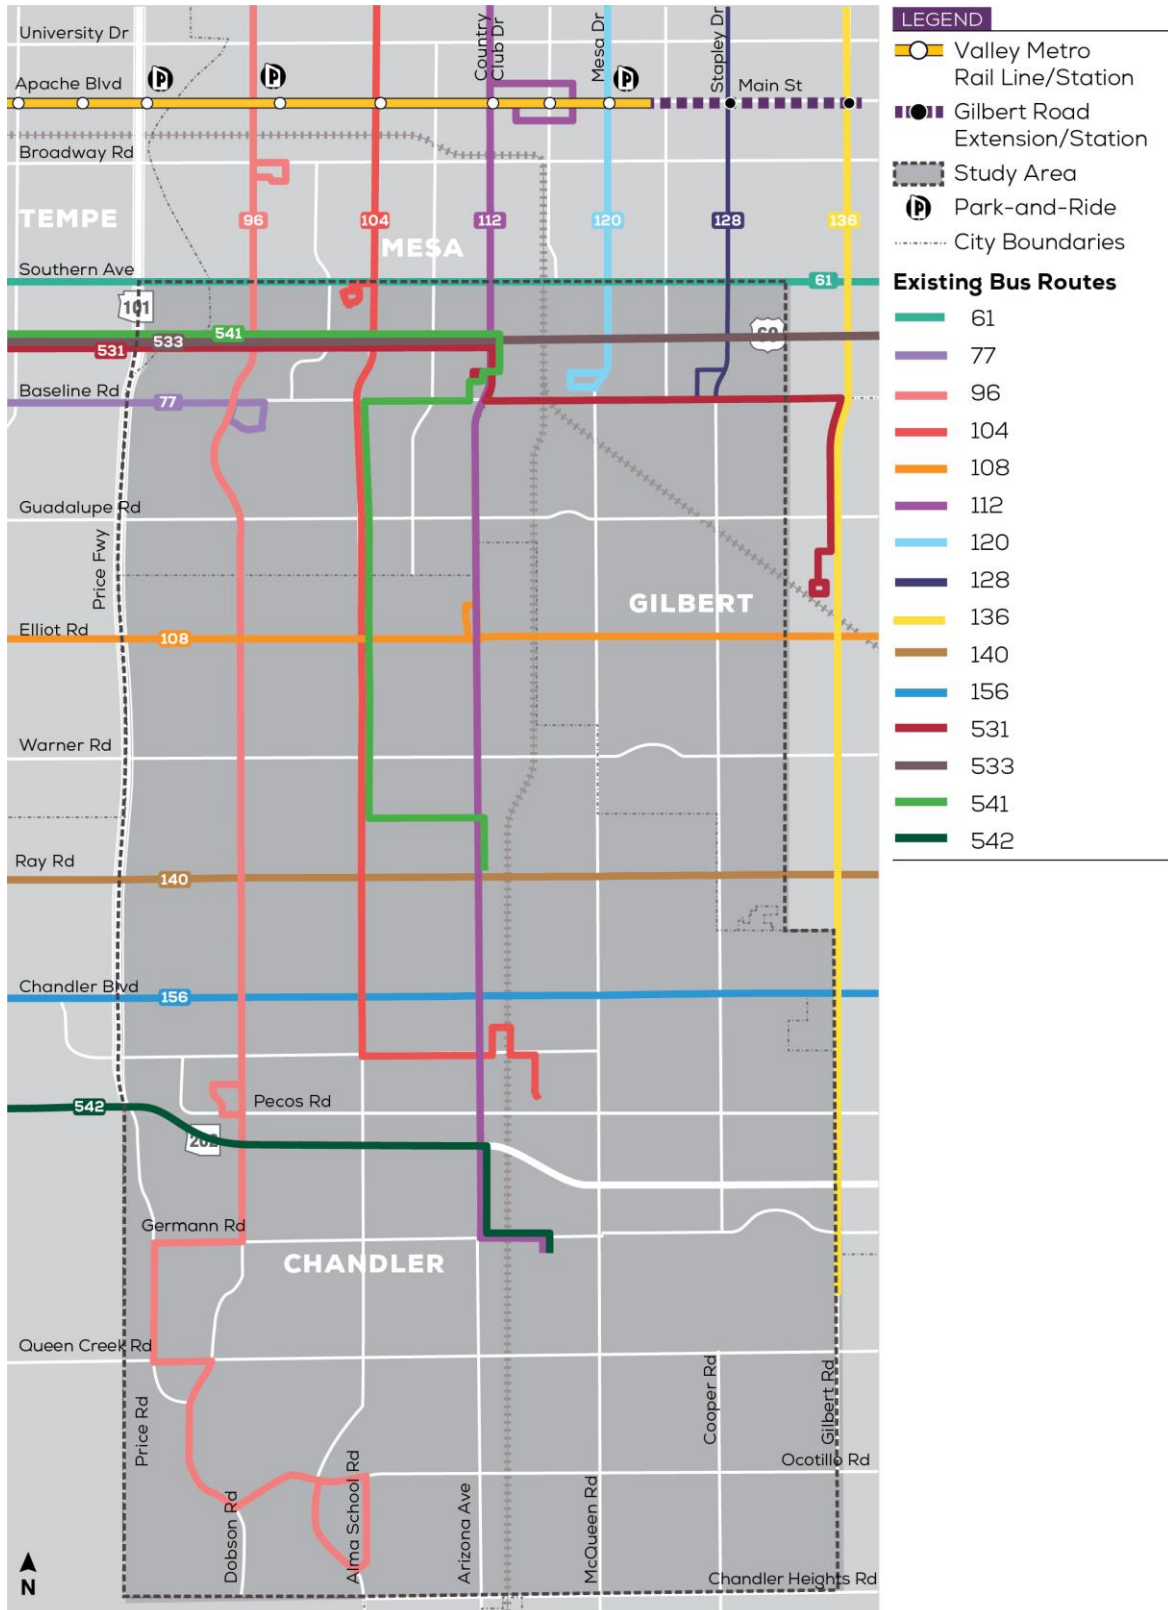 University Dr
Country
Club Dr
Mesa Dr
Stapley Dr
Apache Blvd
P
P
P
Main St
Broadway Rd
TEMPE
96
104
112
120
128
136
MESA
Southern Ave
61
101
541
533
531
60
Baseline Rd
77
Guadalupe Rd
Price Fwy
GILBERT
Elliot Rd
108
Warner Rd
Ray Rd
140
Chandler Blvd
156
542
Pecos Rd
202
Germann Rd
CHANDLER
Queen Creek Rd
Price Rd
Cooper Rd
Gilbert Rd
Ocotillo Rd
Dobson Rd
Alma School Rd
Arizona Ave
McQueen Rd
Chandler Heights Rd
N
LEGEND
Valley Metro
Rail Line/Station
Gilbert Road
Extension/Station
Study Area
P
Park-and-Ride
City Boundaries
Existing Bus Routes
61
77
96
104
108
112
120
128
136
140
156
531
533
541
542